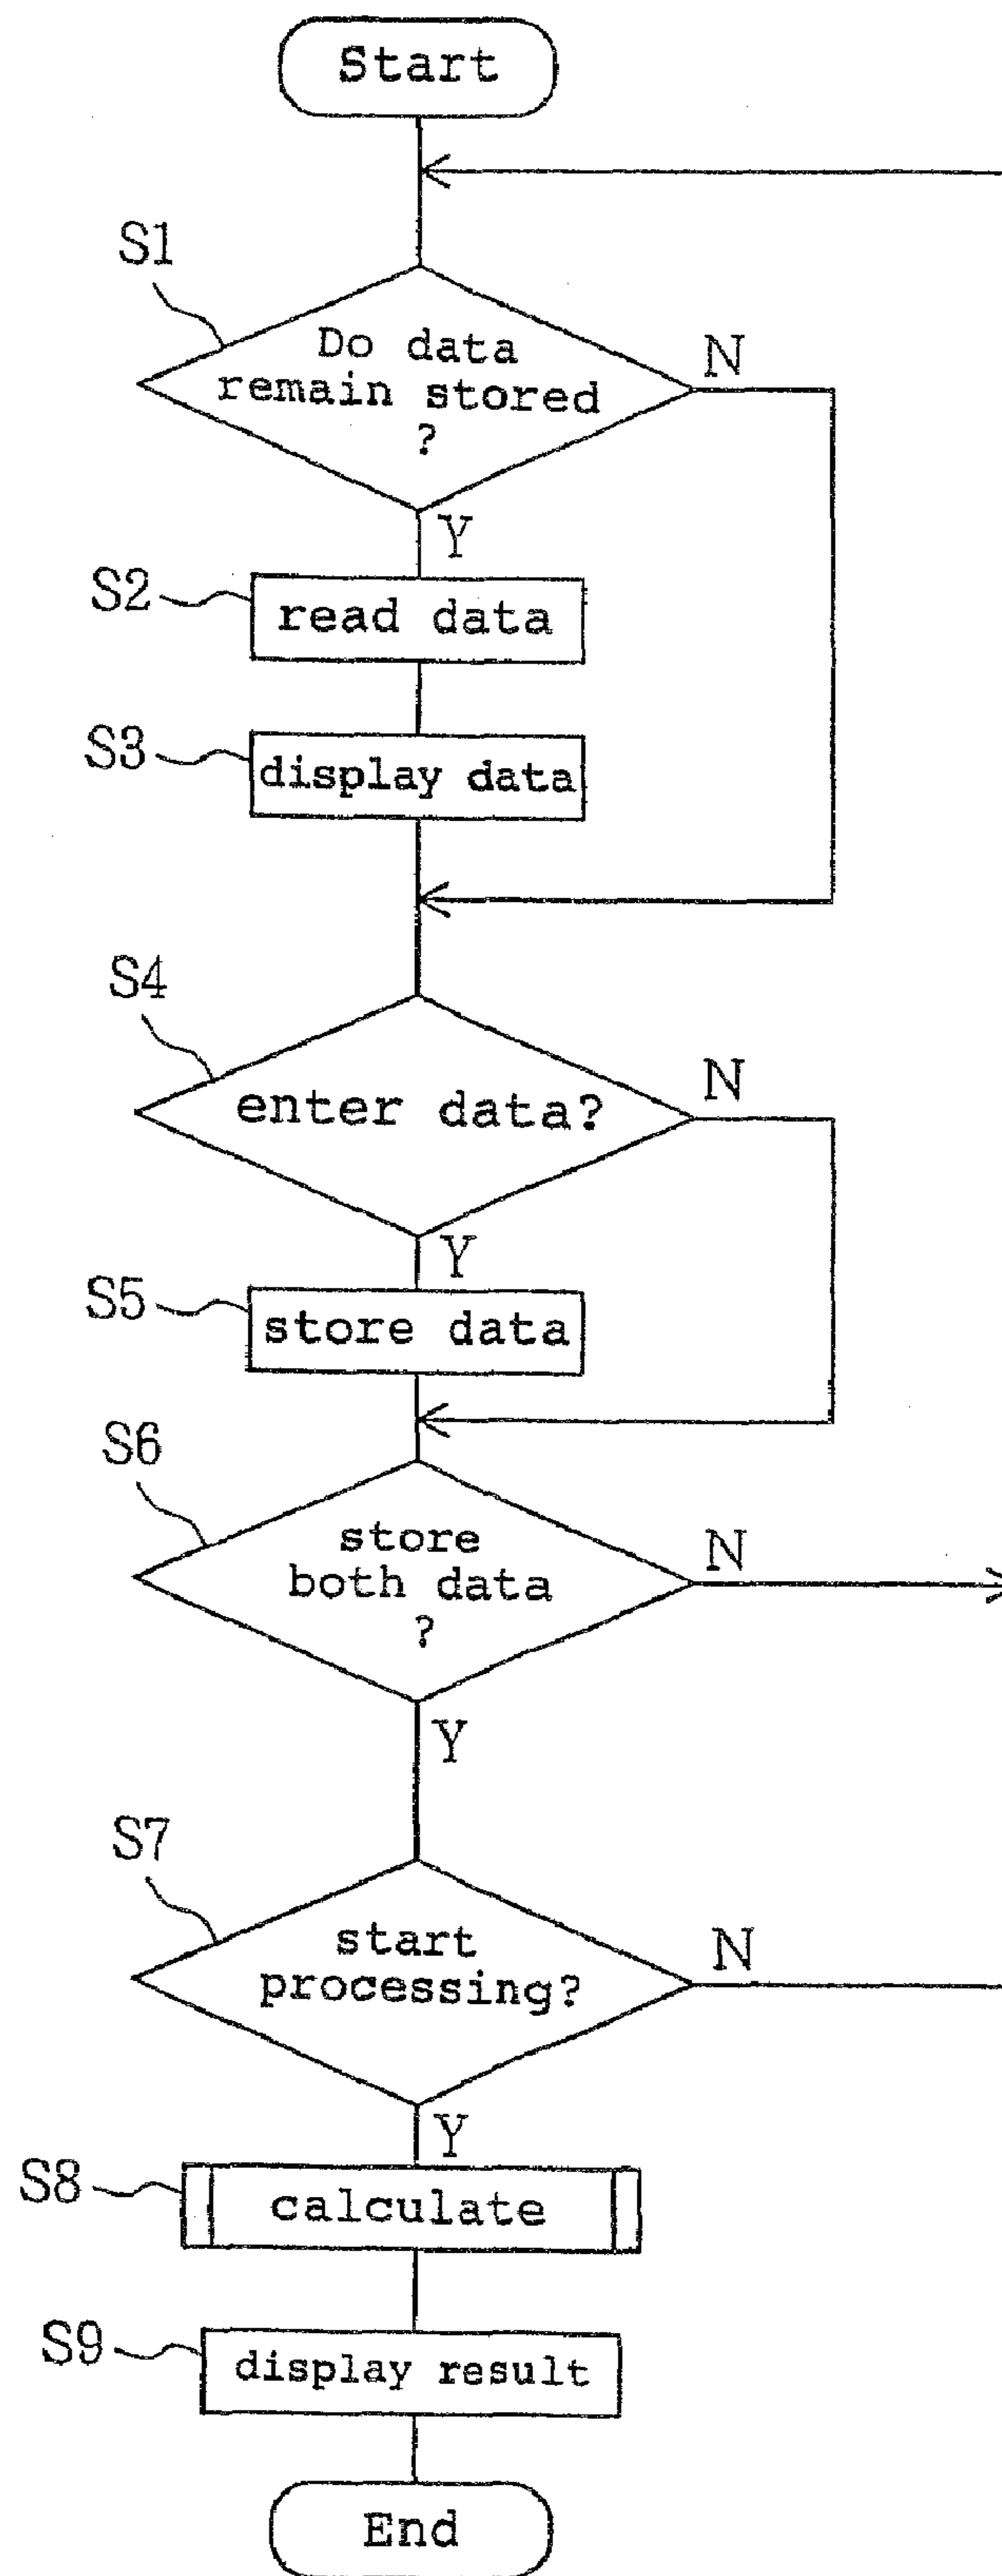 Start
S1
Do data
remain stored
?
N
Y
S2
read data
S3
display data
S4
enter data?
N
Y
S5
store data
S6
store
both data
?
N
Y
S7
start
processing?
N
Y
S8
calculate
S9
display result
End